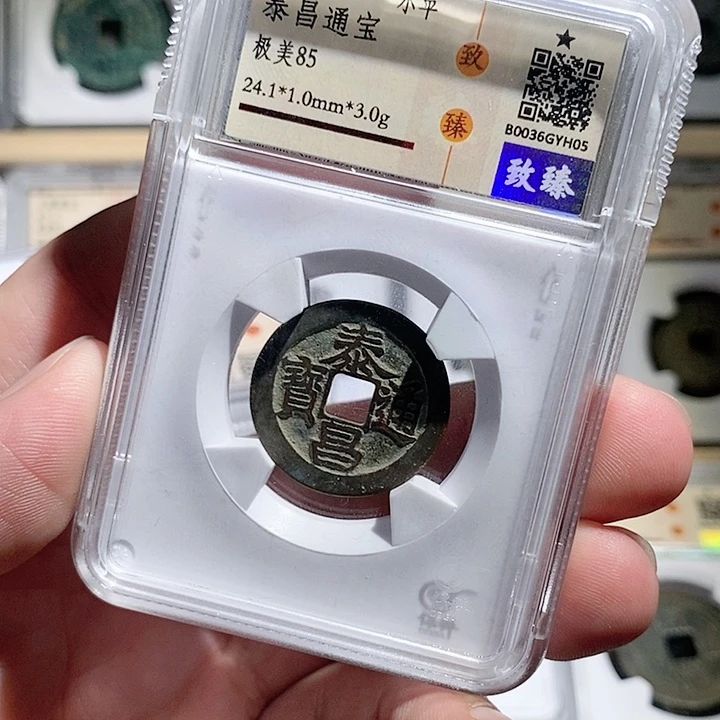 泰昌通宝
极美85
24.1*1.0mm*3.0g
致
臻
B0036GYH05
致臻
泰昌通寶